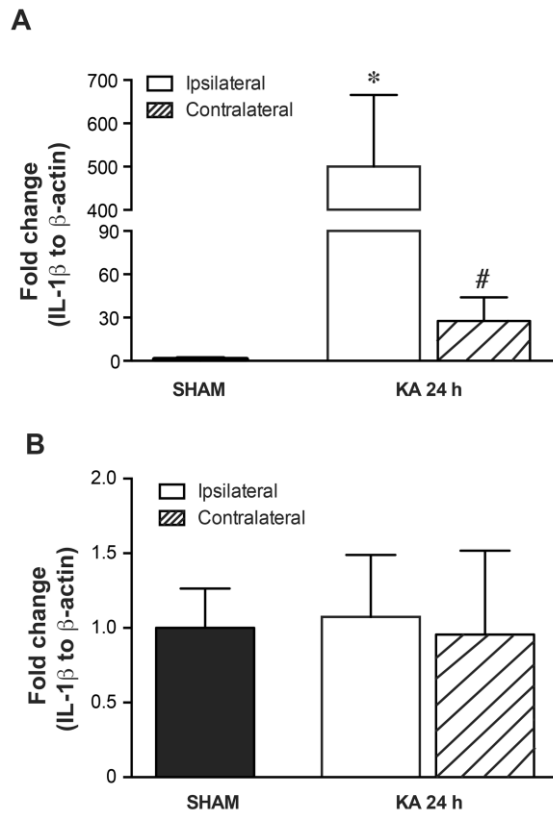 A
Ipsilateral
Contralateral
Fold change
(IL-1β to β-actin)
700
600
500
400
90
60
30
0
*
#
SHAM
KA 24 h
B
Ipsilateral
Contralateral
Fold change
(IL-1β to β-actin)
2.0
1.5
1.0
0.5
0
SHAM
KA 24 h